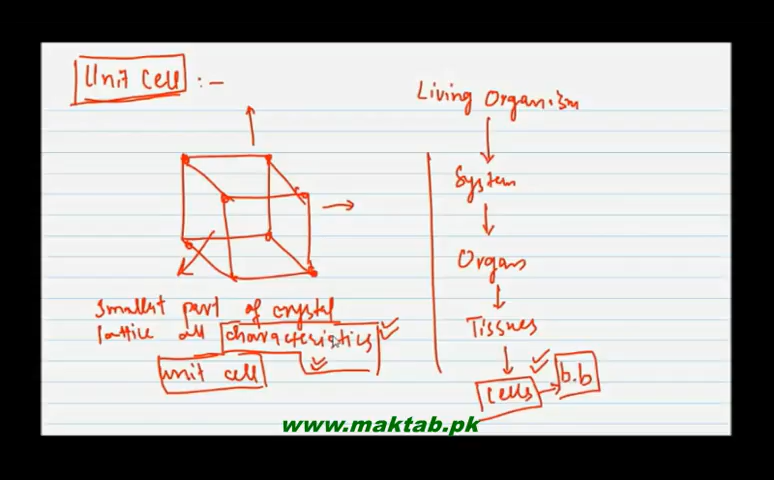 Unit Cell :-
Smallest part of crystal
lattice all characteristics
unit cell
Living Organism
System
Organs
Tissues
Cells
b.b
www.maktab.pk